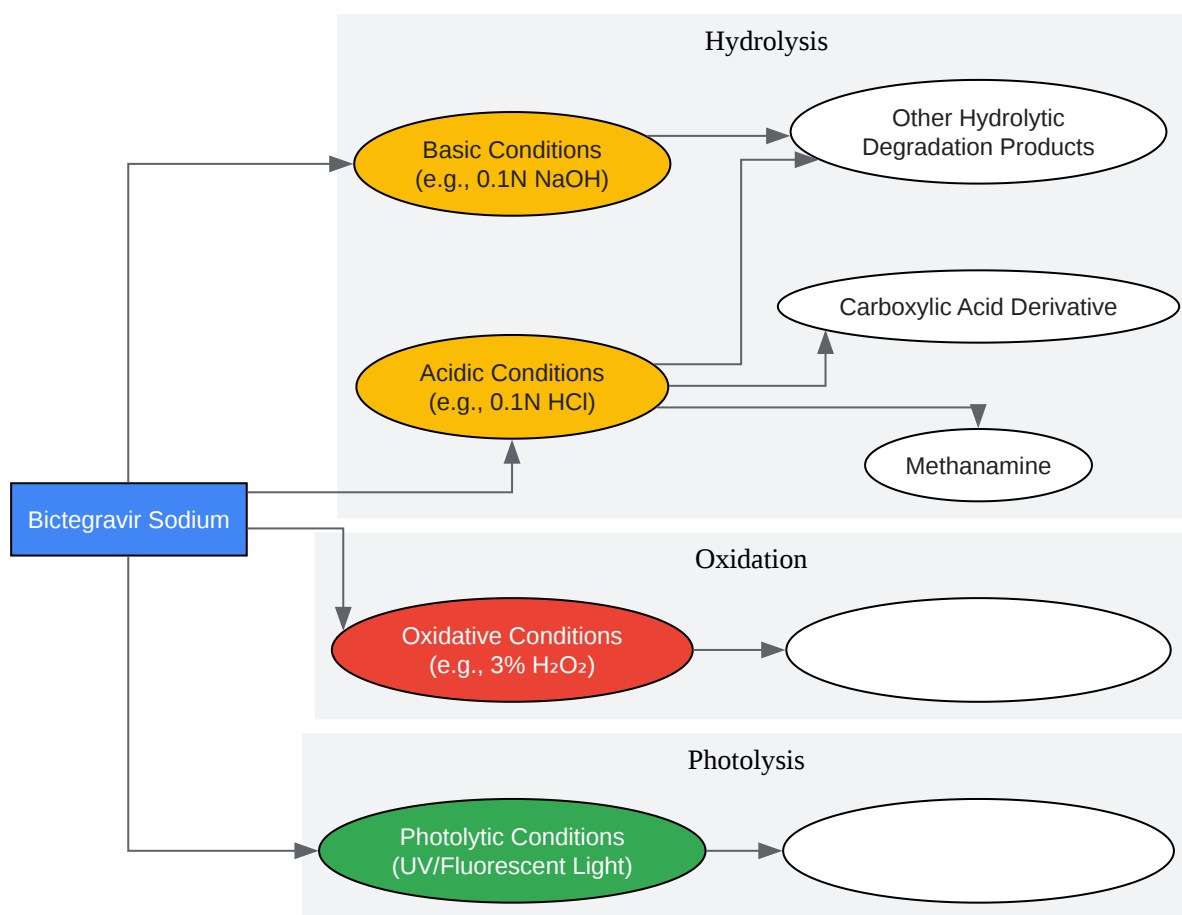 Hydrolysis
Basic Conditions
(e.g., 0.1N NaOH)
Other Hydrolytic
Degradation Products
Carboxylic Acid Derivative
Acidic Conditions
(e.g., 0.1N HCl)
Methanamine
Bictegravir Sodium
Oxidation
Oxidative Conditions
(e.g., 3% H₂O₂)
Photolysis
Photolytic Conditions
(UV/Fluorescent Light)